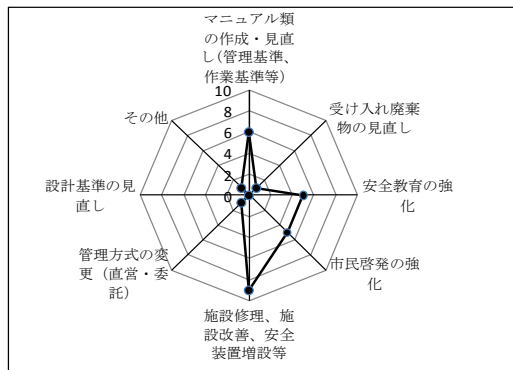 マニュアル類
の作成・見直
し(管理基準、
作業基準等）
10
8
6
4
2
0
受け入れ廃棄
物の見直し
安全教育の強
化
市民啓発の強
化
施設修理、施
設改善、安全
装置増設等
管理方式の変
更（直営・委
託）
設計基準の見
直し
その他